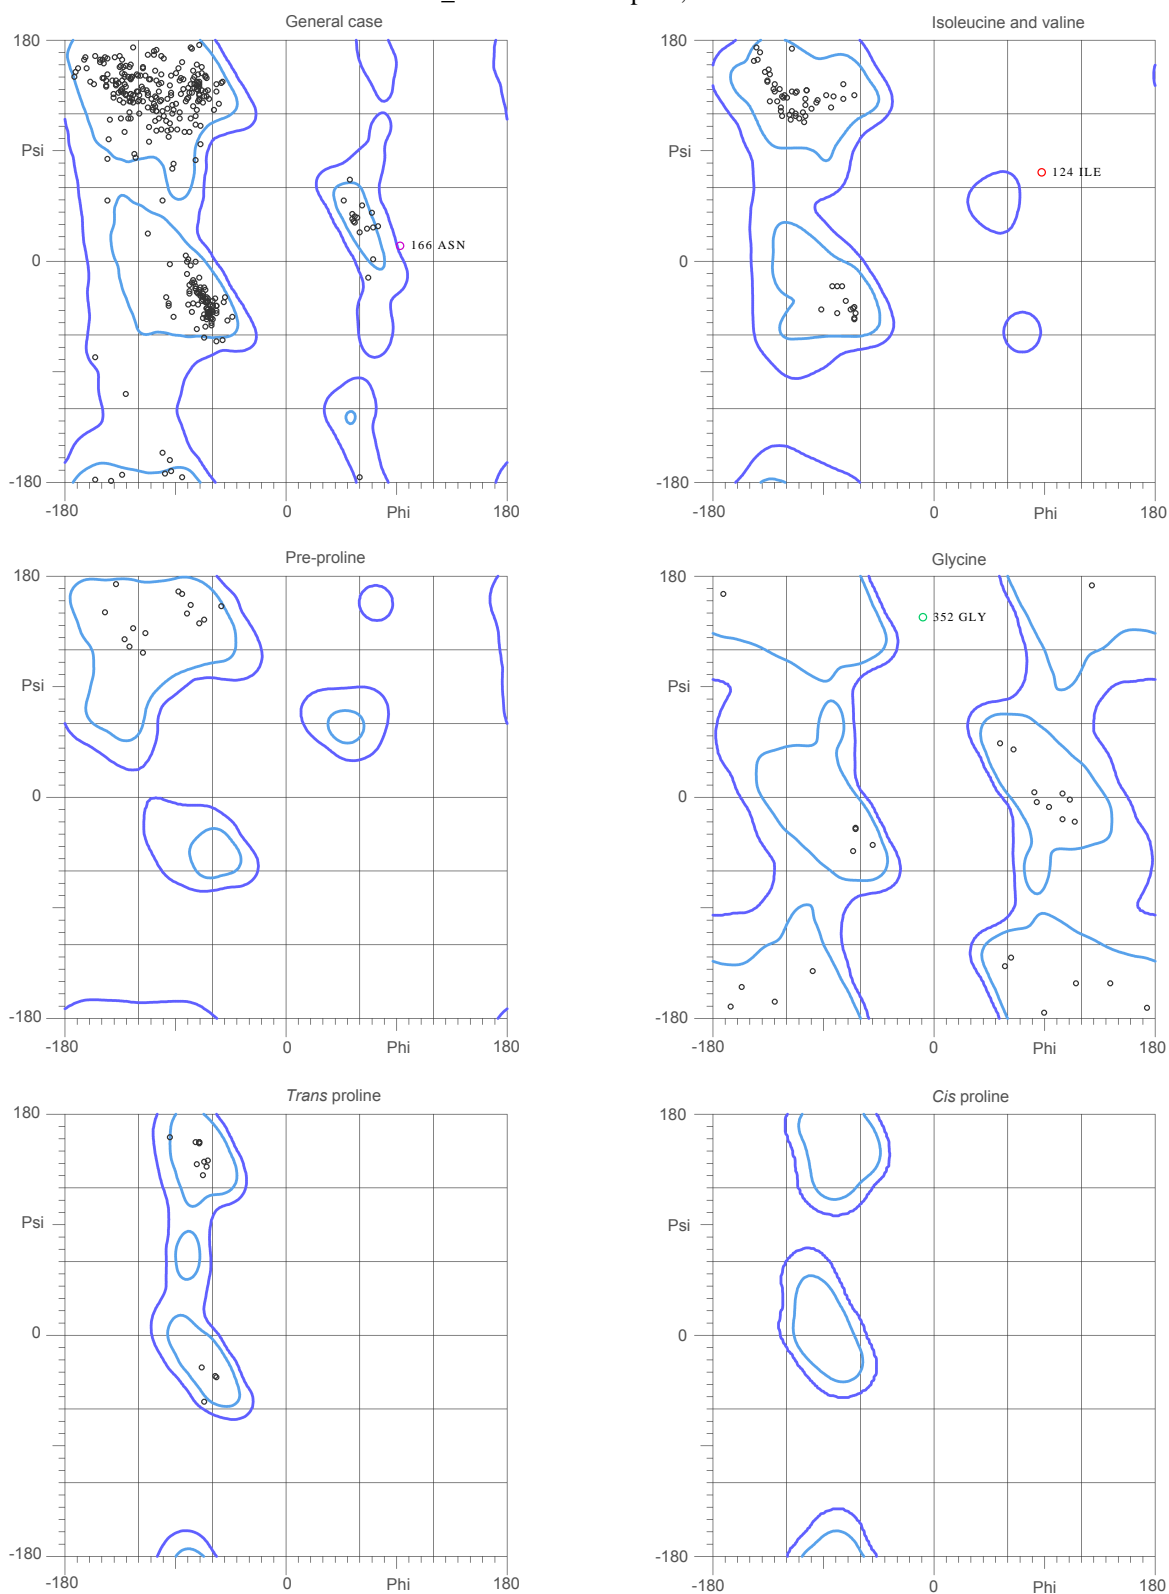 General case
180
Psi
0
-180
-180
0
Phi
180
166 ASN
Isoleucine and valine
180
Psi
0
-180
-180
0
Phi
180
124 ILE
Pre-proline
180
Psi
0
-180
-180
0
Phi
180
Glycine
180
Psi
0
-180
-180
0
Phi
180
352 GLY
Trans proline
180
Psi
0
-180
-180
0
Phi
180
Cis proline
180
Psi
0
-180
-180
0
Phi
180